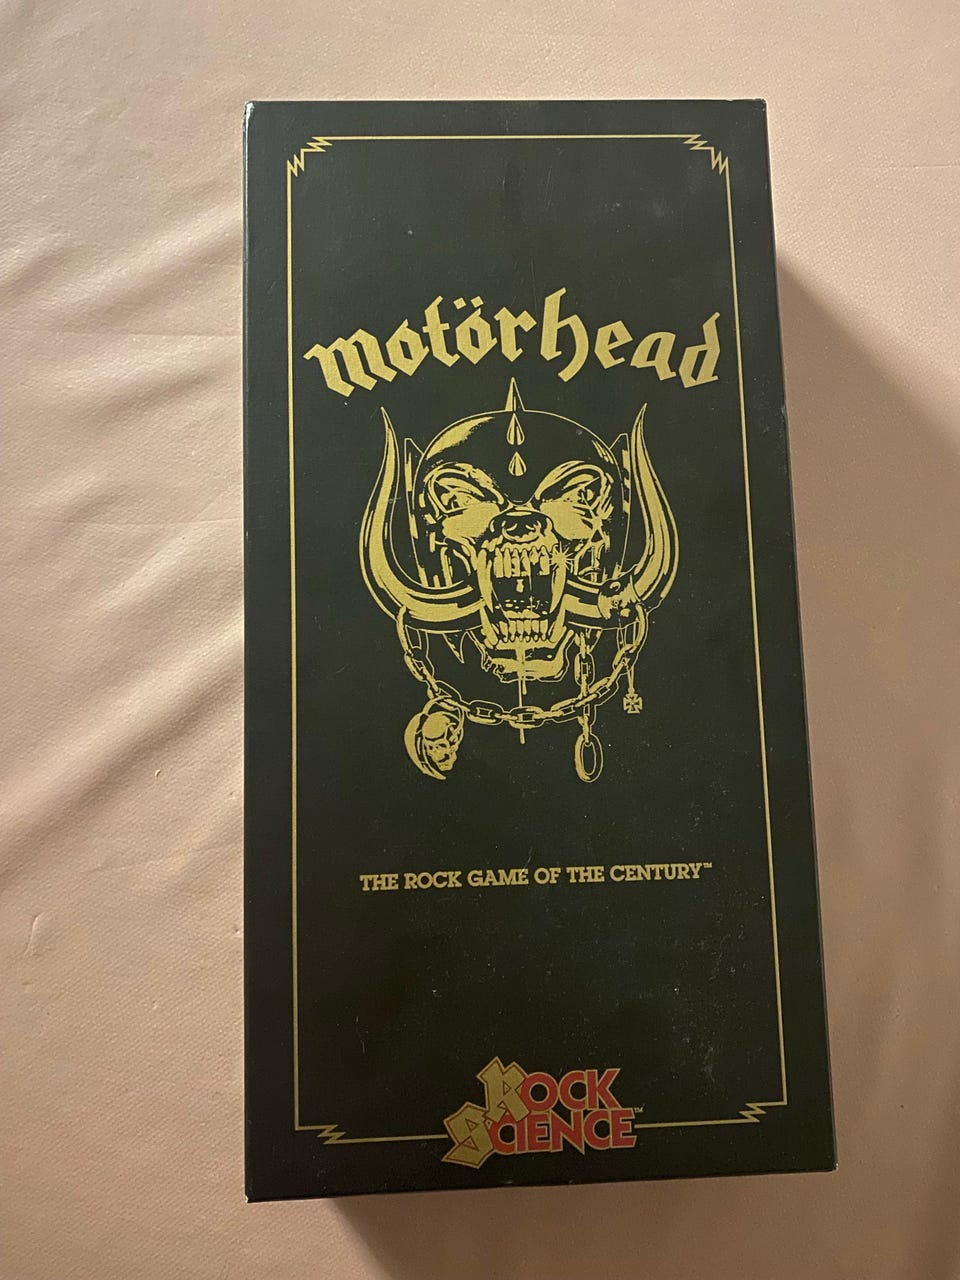 motörhead
THE ROCK GAME OF THE CENTURY™
ROCK
SCIENCE™